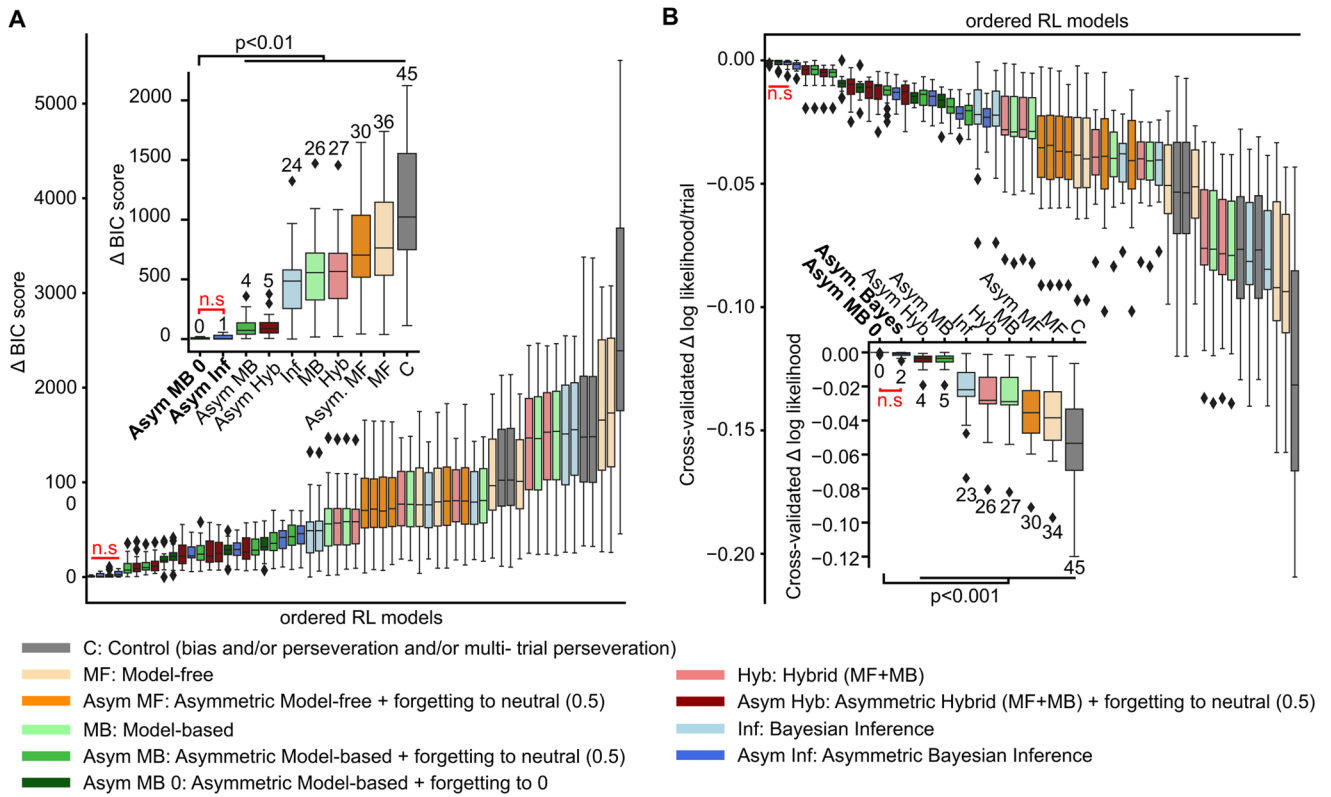 A
p<0.01
5000
4000
3000
2000
100
0
0
Δ BIC score
2000
1500
1000
500
0
Δ BIC score
n.s
0
1
4
5
24
26
27
30
36
45
Asym MB 0
Asym Inf
Asym MB
Asym Hyb
Inf
MB
Hyb
Asym. MF
MF
C
n.s
ordered RL models
B
ordered RL models
0.00
−0.05
−0.10
−0.15
−0.20
Cross-validated Δ log likelihood/trial
n.s
Asym MB 0
Asym. Bayes
Asym Hyb
Asym MB
Inf
Hyb
MB
Asym MF
MF
C
0.00
−0.02
−0.04
−0.06
−0.08
−0.10
−0.12
Cross-validated Δ log likelihood
0
2
4
5
n.s
23
26
27
30
34
45
p<0.001
C: Control (bias and/or perseveration and/or multi- trial perseveration)
MF: Model-free
Asym MF: Asymmetric Model-free + forgetting to neutral (0.5)
MB: Model-based
Asym MB: Asymmetric Model-based + forgetting to neutral (0.5)
Asym MB 0: Asymmetric Model-based + forgetting to 0
Hyb: Hybrid (MF+MB)
Asym Hyb: Asymmetric Hybrid (MF+MB) + forgetting to neutral (0.5)
Inf: Bayesian Inference
Asym Inf: Asymmetric Bayesian Inference